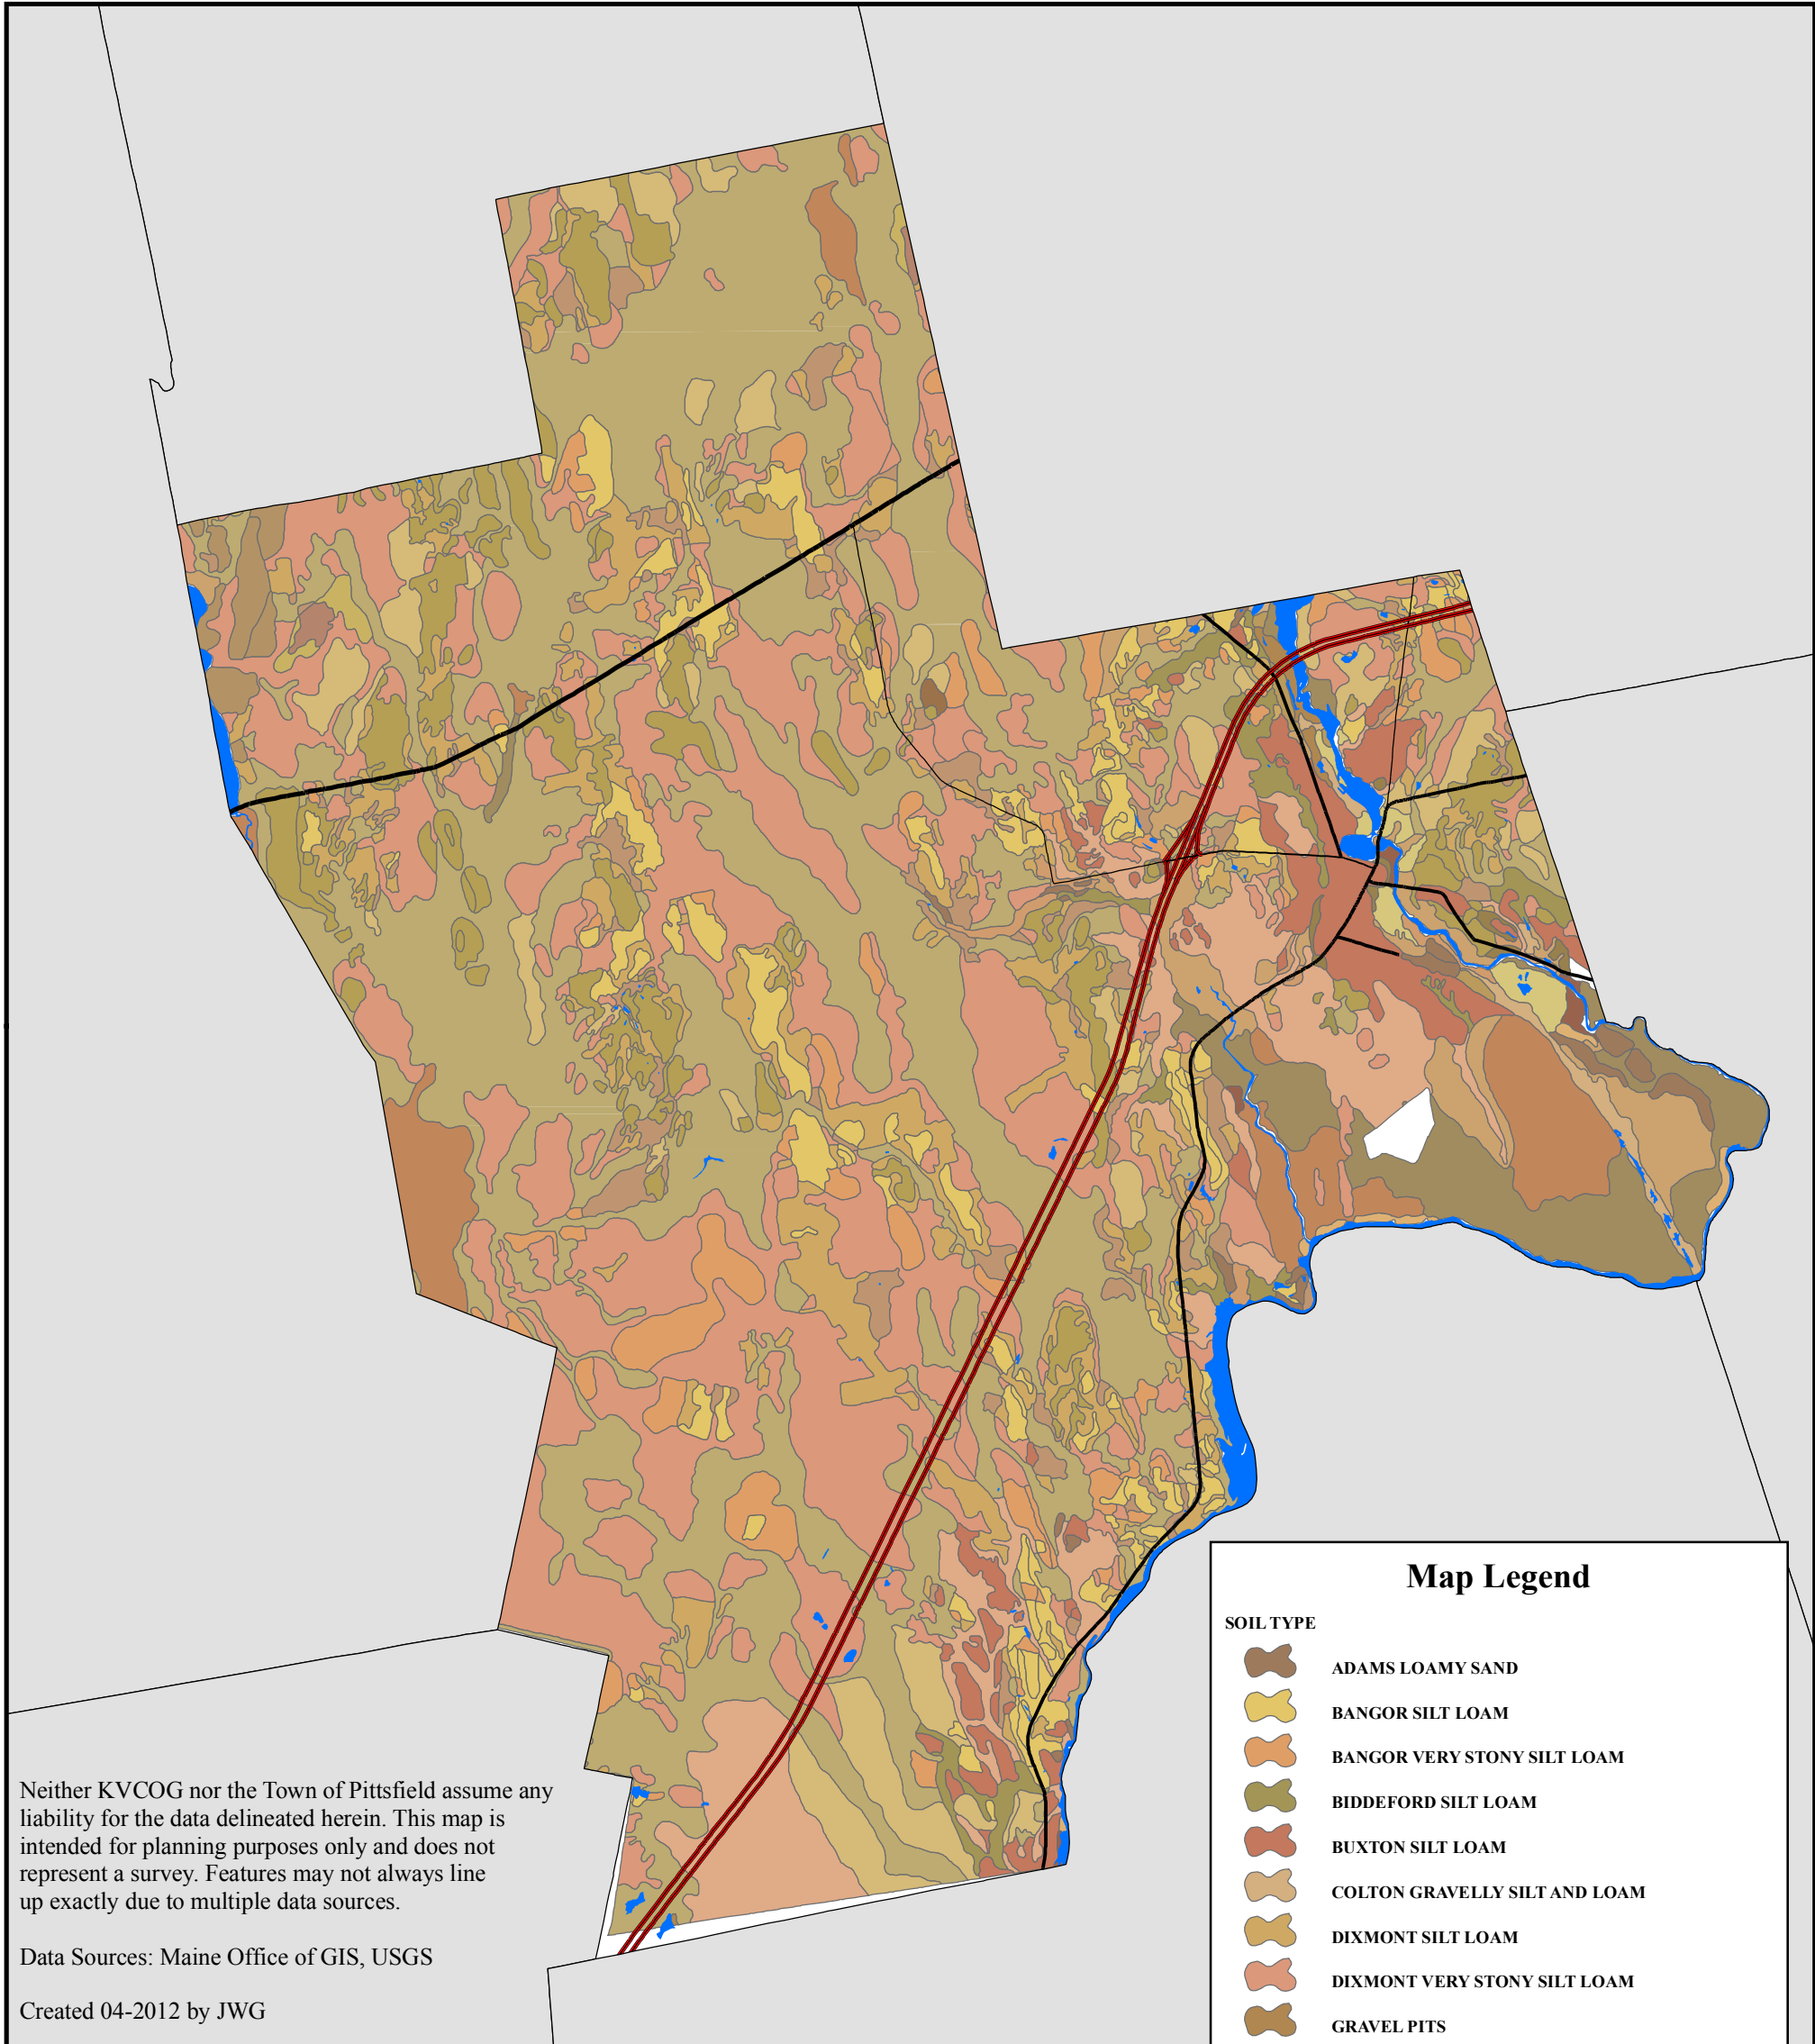 Map Legend
SOIL TYPE
ADAMS LOAMY SAND
BANGOR SILT LOAM
BANGOR VERY STONY SILT LOAM
BIDDEFORD SILT LOAM
BUXTON SILT LOAM
COLTON GRAVELLY SILT AND LOAM
DIXMONT SILT LOAM
DIXMONT VERY STONY SILT LOAM
GRAVEL PITS
Neither KVCOG nor the Town of Pittsfield assume any
liability for the data delineated herein. This map is
intended for planning purposes only and does not
represent a survey. Features may not always line
up exactly due to multiple data sources.
Data Sources: Maine Office of GIS, USGS
Created 04-2012 by JWG